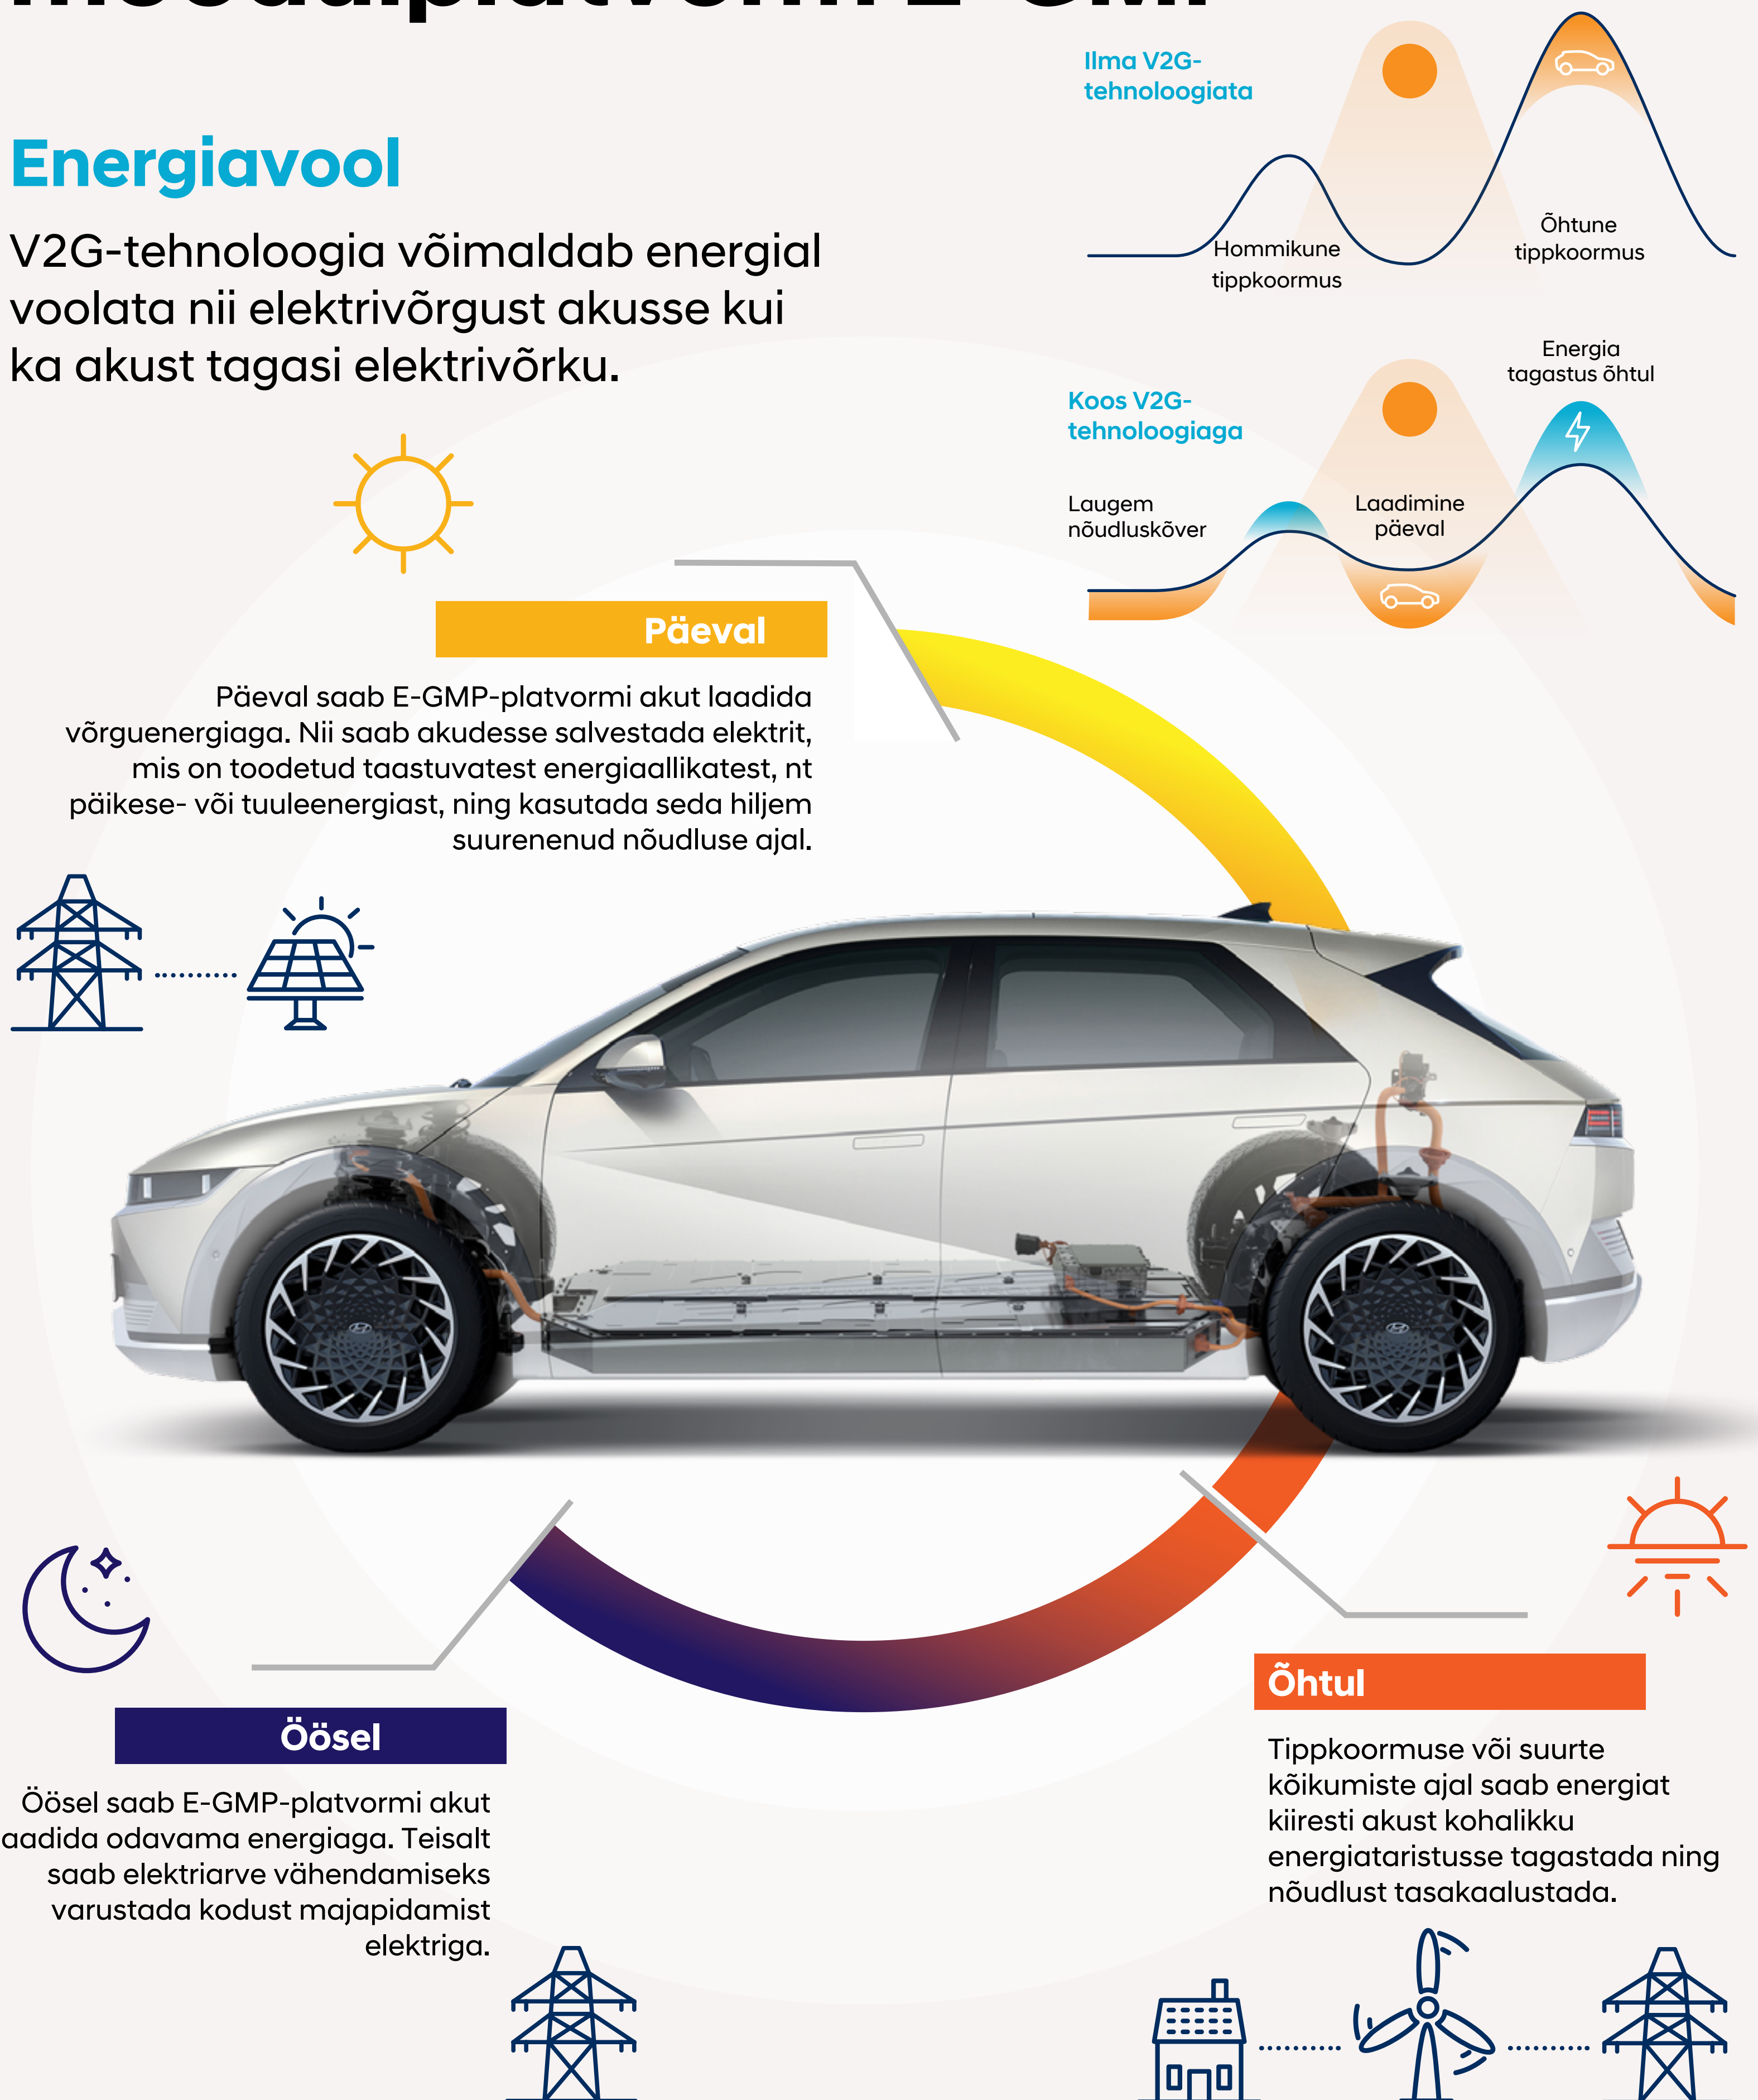 Energiavool
V2G-tehnoloogia võimaldab energial
voolata nii elektrivõrgust akusse kui
ka akust tagasi elektrivõrku.
Ilma V2G-
tehnoloogiata
Hommikune
tippkoormus
Õhtune
tippkoormus
Koos V2G-
tehnoloogiaga
Energia
tagastus õhtul
Laugem
nõudluskõver
Laadimine
päeval
Päeval
Päeval saab E-GMP-platvormi akut laadida
võrguenergiaga. Nii saab akudesse salvestada elektrit,
mis on toodetud taastuvatest energiaallikatest, nt
päikese- või tuuleenergiast, ning kasutada seda hiljem
suurenenud nõudluse ajal.
Õhtul
Tippkoormuse või suurte
kõikumiste ajal saab energiat
kiiresti akust kohalikku
energiataristusse tagastada ning
nõudlust tasakaalustada.
Öösel
Öösel saab E-GMP-platvormi akut
aadida odavama energiaga. Teisalt
saab elektriarve vähendamiseks
varustada kodust majapidamist
elektriga.